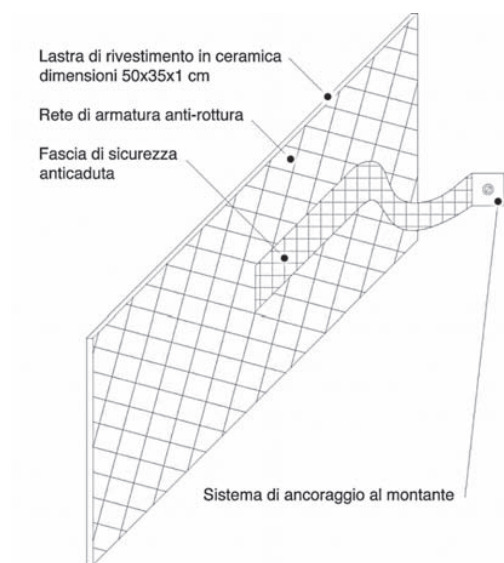 Lastra di rivestimento in ceramica
dimensioni 50x35x1 cm
Rete di armatura anti-rottura
Fascia di sicurezza
anticaduta
Sistema di ancoraggio al montante